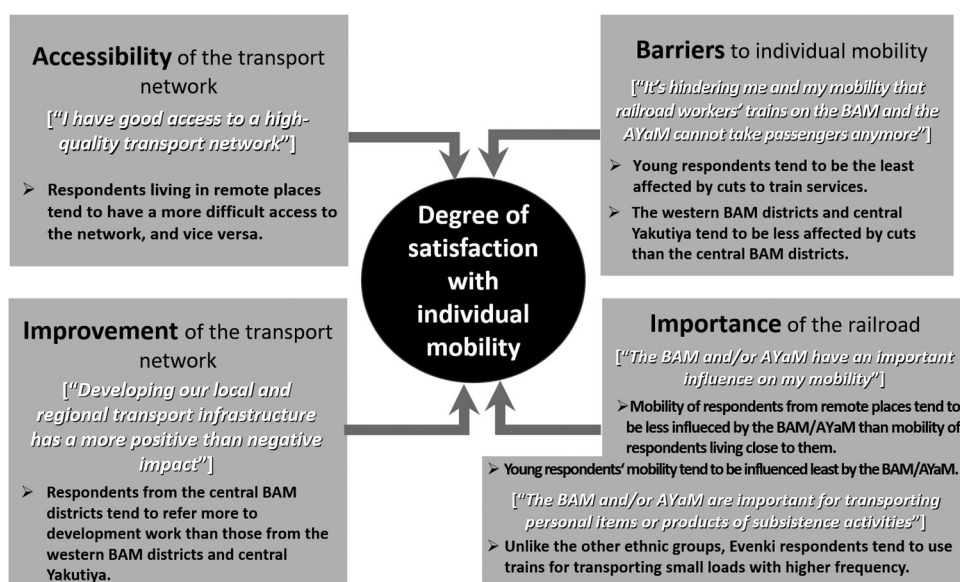 Accessibility of the transport
network
[“I have good access to a high-
quality transport network”]
➢ Respondents living in remote places
tend to have a more difficult access to
the network, and vice versa.
Barriers to individual mobility
[“It’s hindering me and my mobility that
railroad workers’ trains on the BAM and the
AYaM cannot take passengers anymore”]
➢ Young respondents tend to be the least
affected by cuts to train services.
➢ The western BAM districts and central
Yakutiya tend to be less affected by cuts
than the central BAM districts.
Degree of
satisfaction
with
individual
mobility
Improvement of the transport
network
[“Developing our local and
regional transport infrastructure
has a more positive than negative
impact”]
➢ Respondents from the central BAM
districts tend to refer more to
development work than those from the
western BAM districts and central
Yakutiya.
Importance of the railroad
[“The BAM and/or AYaM have an important
influence on my mobility”]
➢Mobility of respondents from remote places tend to
be less influeced by the BAM/AYaM than mobility of
respondents living close to them.
➢ Young respondents‘ mobility tend to be influenced least by the BAM/AYaM.
[“The BAM and/or AYaM are important for transporting
personal items or products of subsistence activities”]
➢ Unlike the other ethnic groups, Evenki respondents tend to use
trains for transporting small loads with higher frequency.